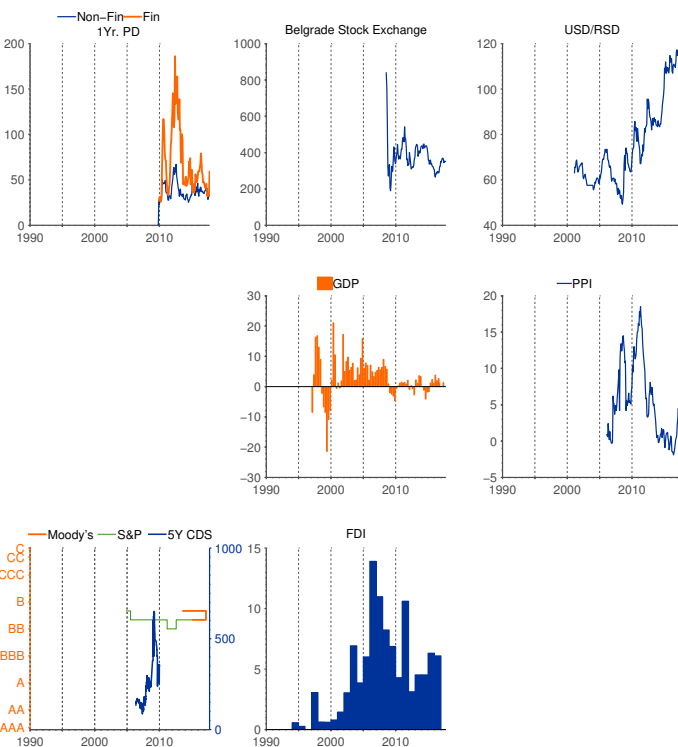 Non−Fin Fin
1Yr. PD
200
150
100
50
0
1990 2000 2010
Belgrade Stock Exchange
1000
800
600
400
200
0
1990 2000 2010
USD/RSD
120
100
80
60
40
1990 2000 2010
GDP
30
20
10
0
−10
−20
−30
1990 2000 2010
PPI
20
15
10
5
0
−5
1990 2000 2010
Moody's S&P 5Y CDS
C
CC
CCC
B
BB
BBB
A
AA
AAA
1000
500
0
1990 2000 2010
FDI
15
10
5
0
1990 2000 2010